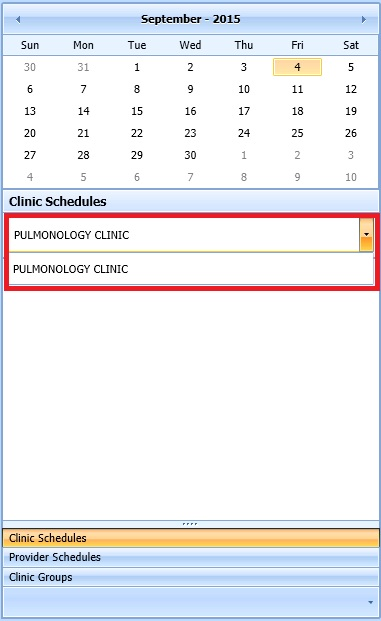 September - 2015
Sun Mon Tue Wed Thu Fri Sat
30 31 1 2 3 4 5
6 7 8 9 10 11 12
13 14 15 16 17 18 19
20 21 22 23 24 25 26
27 28 29 30 1 2 3
4 5 6 7 8 9 10
Clinic Schedules
PULMONOLOGY CLINIC
PULMONOLOGY CLINIC
Clinic Schedules
Provider Schedules
Clinic Groups